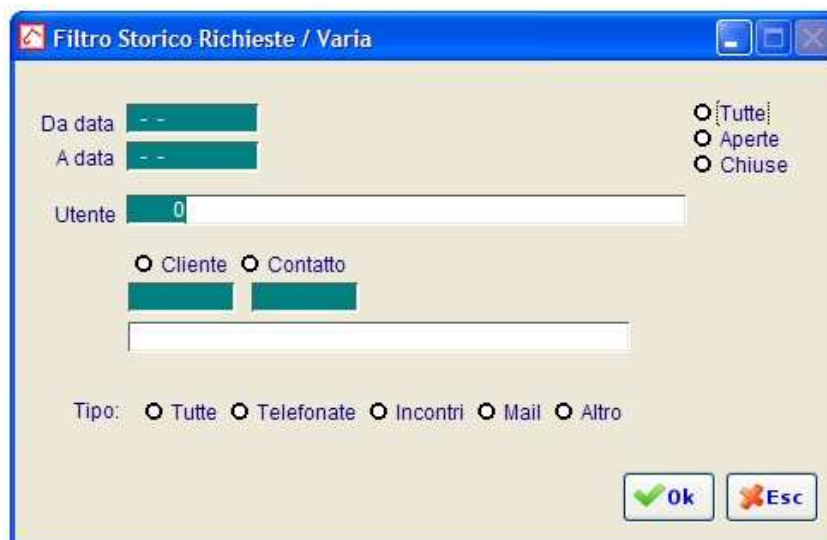 Filtro Storico Richieste / Varia
Da data - -
Tutte
A data - -
Aperte
Chiuse
Utente 0
Cliente Contatto
Tipo: Tutte Telefonate Incontri Mail Altro
Ok Esc